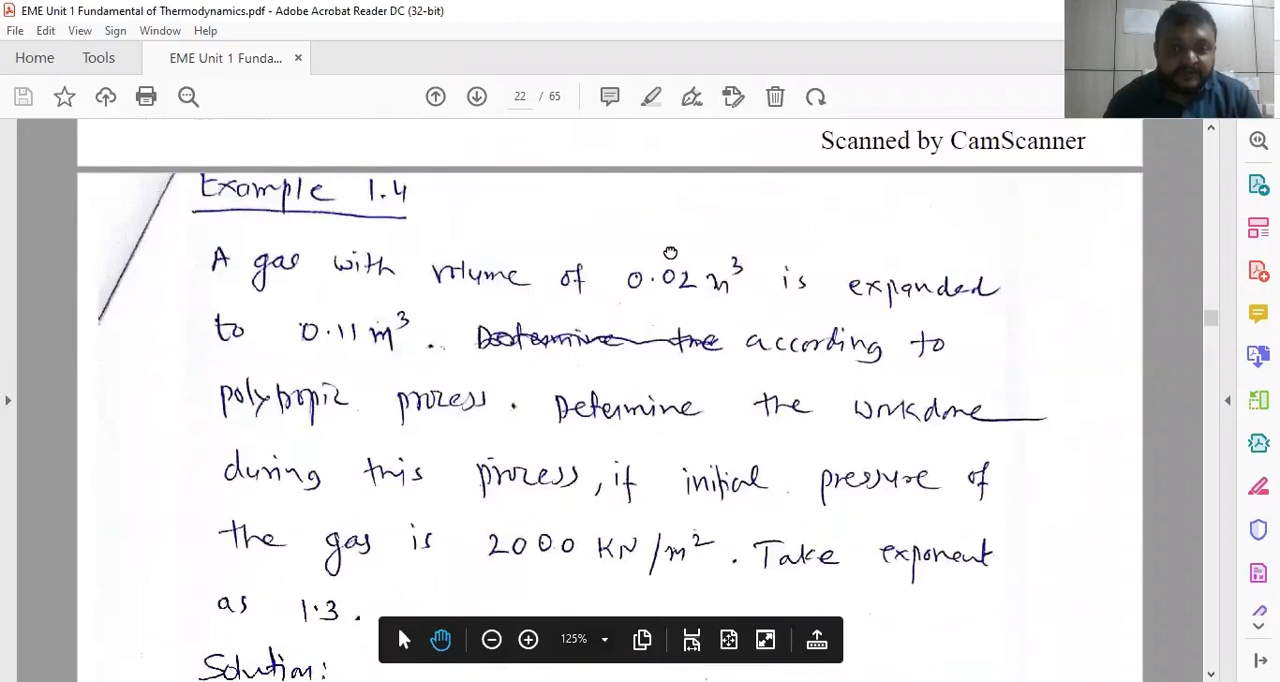 EME Unit 1 Fundamental of Thermodynamics.pdf - Adobe Acrobat Reader DC (32-bit)
File Edit View Sign Window Help
Home Tools EME Unit 1 Funda... ×
22 / 65
Scanned by CamScanner
Example 1.4
A gas with volume of 0.02 m³ is expanded
to 0.11 m³. Determine the according to
polytropic process. Determine the workdone
during this process, if initial pressure of
the gas is 2000 KN/m². Take exponent
as 1.3.
125%
Solution: